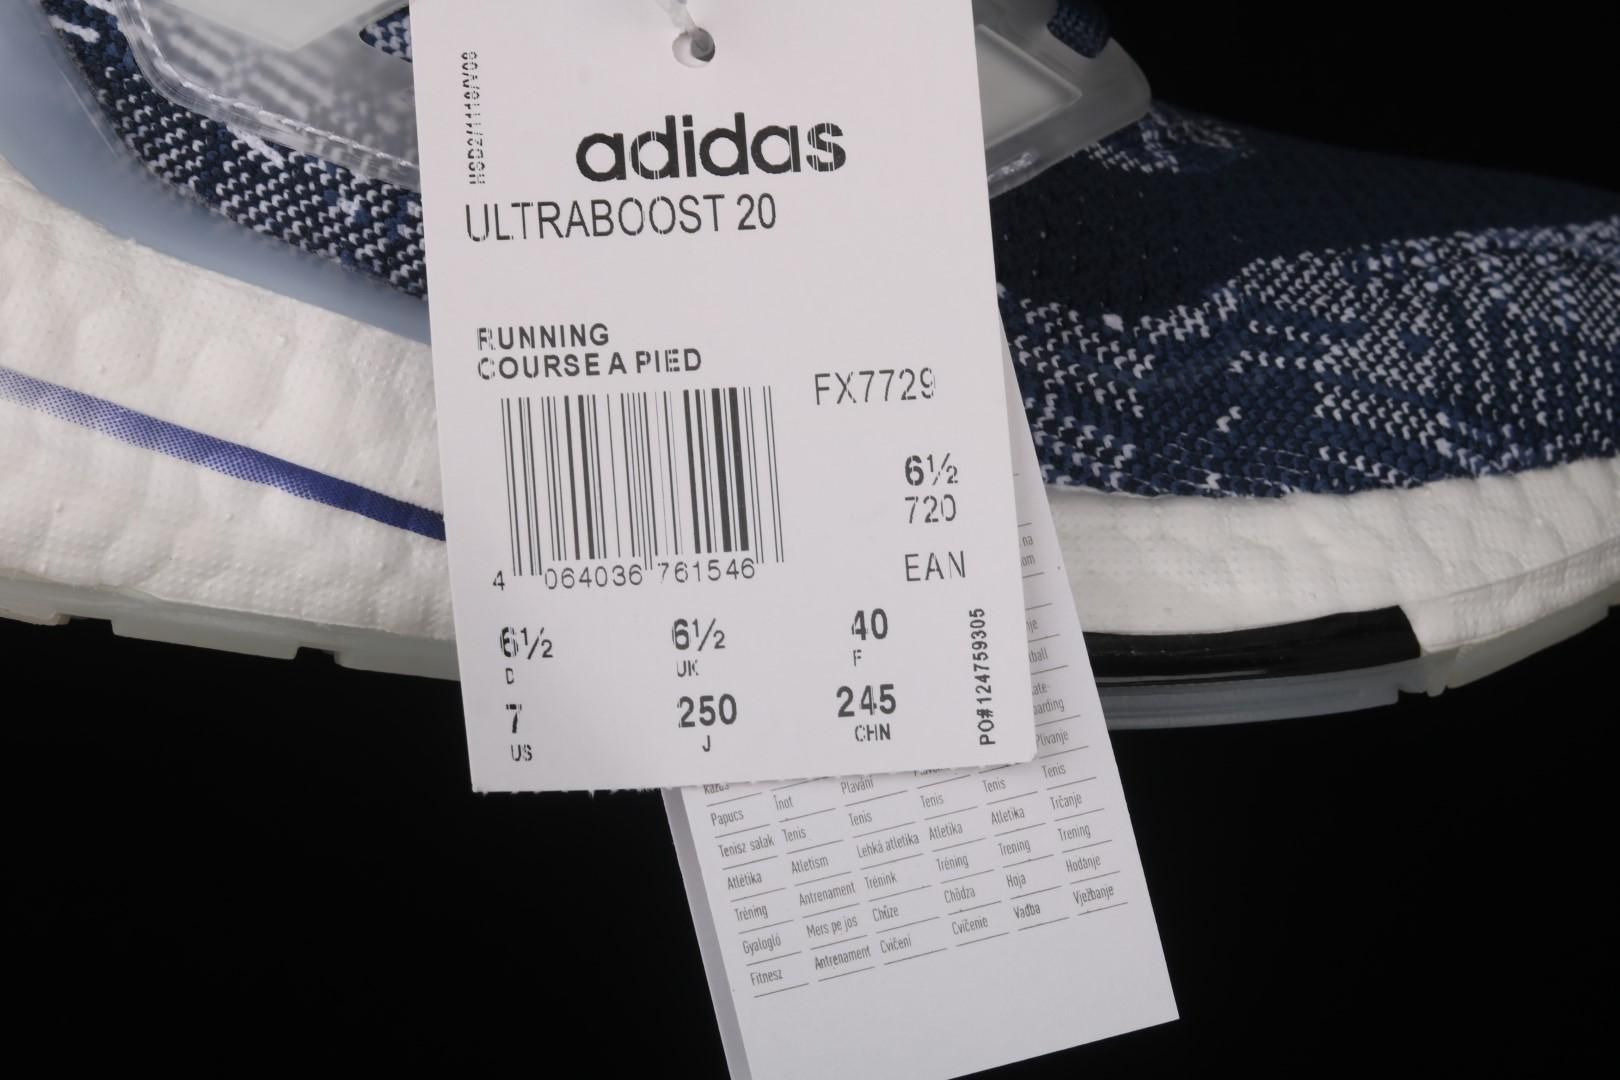 adidas
ULTRABOOST 20
RUNNING
COURSE A PIED
FX7729
6½
720
EAN
4 064036 761546
6½ 6½ 40
D UK F
7 250 245
US J CHN
PO#124759305
Papucs Înot Plavání
Tenisz salak Tenis Tenis Tenis Tenis Tenis
Atlétika Atletism Lehká atletika Atletika Atletika Trčanje
Tréning Antrenament Trénink Tréning Trening Trening
Gyalogló Mers pe jos Chůze Chôdza Hoja Hodanje
Fitnesz Antrenament Cvičení Cvičenie Vadba Vježbanje
Plivanje